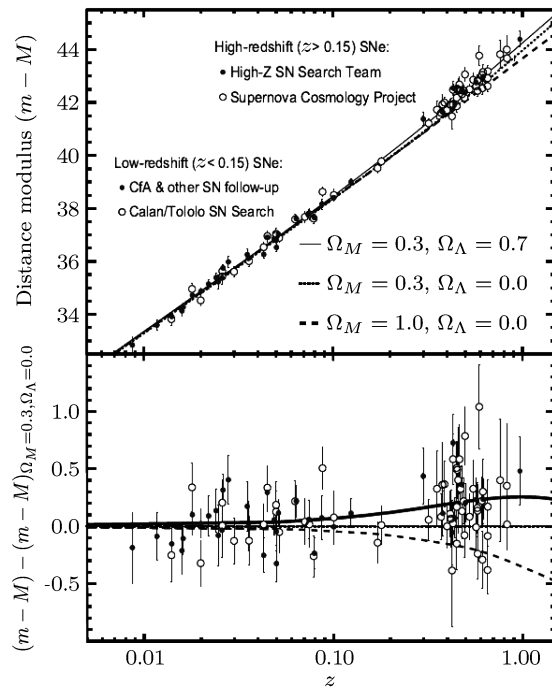 High-redshift (z > 0.15) SNe:
High-Z SN Search Team
Supernova Cosmology Project
Low-redshift (z < 0.15) SNe:
CfA & other SN follow-up
Calan/Tololo SN Search
Ω_M = 0.3, Ω_Λ = 0.7
Ω_M = 0.3, Ω_Λ = 0.0
Ω_M = 1.0, Ω_Λ = 0.0
Distance modulus (m − M)
44
42
40
38
36
34
(m − M) − (m − M)_{Ω_M=0.3, Ω_Λ=0.0}
1.0
0.5
0.0
-0.5
0.01
0.10
1.00
z